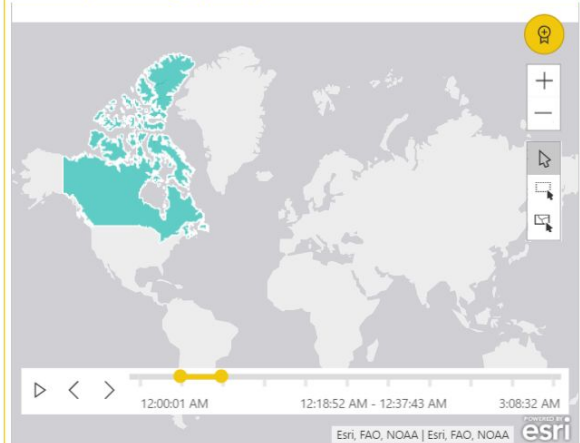 12:00:01 AM 12:18:52 AM - 12:37:43 AM 3:08:32 AM
Esri, FAO, NOAA | Esri, FAO, NOAA
POWERED BY
esri